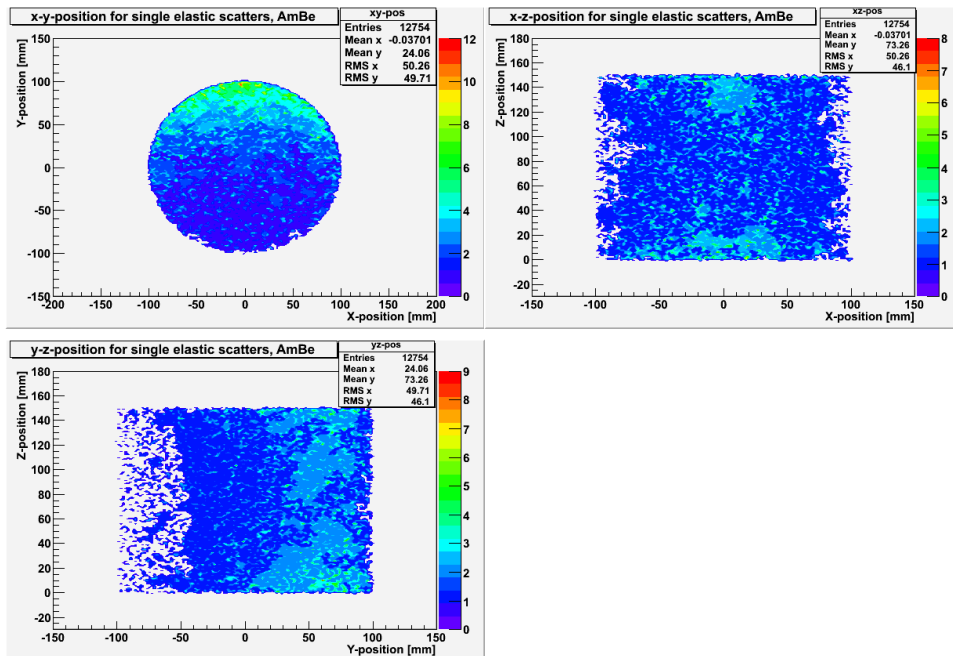 x-y-position for single elastic scatters, AmBe
xy-pos
Entries 12754
Mean x -0.03701
Mean y 24.06
RMS x 50.26
RMS y 49.71
Y-position [mm]
150
100
50
0
-50
-100
-150
-200 -150 -100 -50 0 50 100 150 200
X-position [mm]
12
10
8
6
4
2
0
x-z-position for single elastic scatters, AmBe
xz-pos
Entries 12754
Mean x -0.03701
Mean y 73.26
RMS x 50.26
RMS y 46.1
Z-position [mm]
180
160
140
120
100
80
60
40
20
0
-20
-150 -100 -50 0 50 100 150
X-position [mm]
8
7
6
5
4
3
2
1
0
y-z-position for single elastic scatters, AmBe
yz-pos
Entries 12754
Mean x 24.06
Mean y 73.26
RMS x 49.71
RMS y 46.1
Z-position [mm]
180
160
140
120
100
80
60
40
20
0
-20
-150 -100 -50 0 50 100 150
Y-position [mm]
9
8
7
6
5
4
3
2
1
0